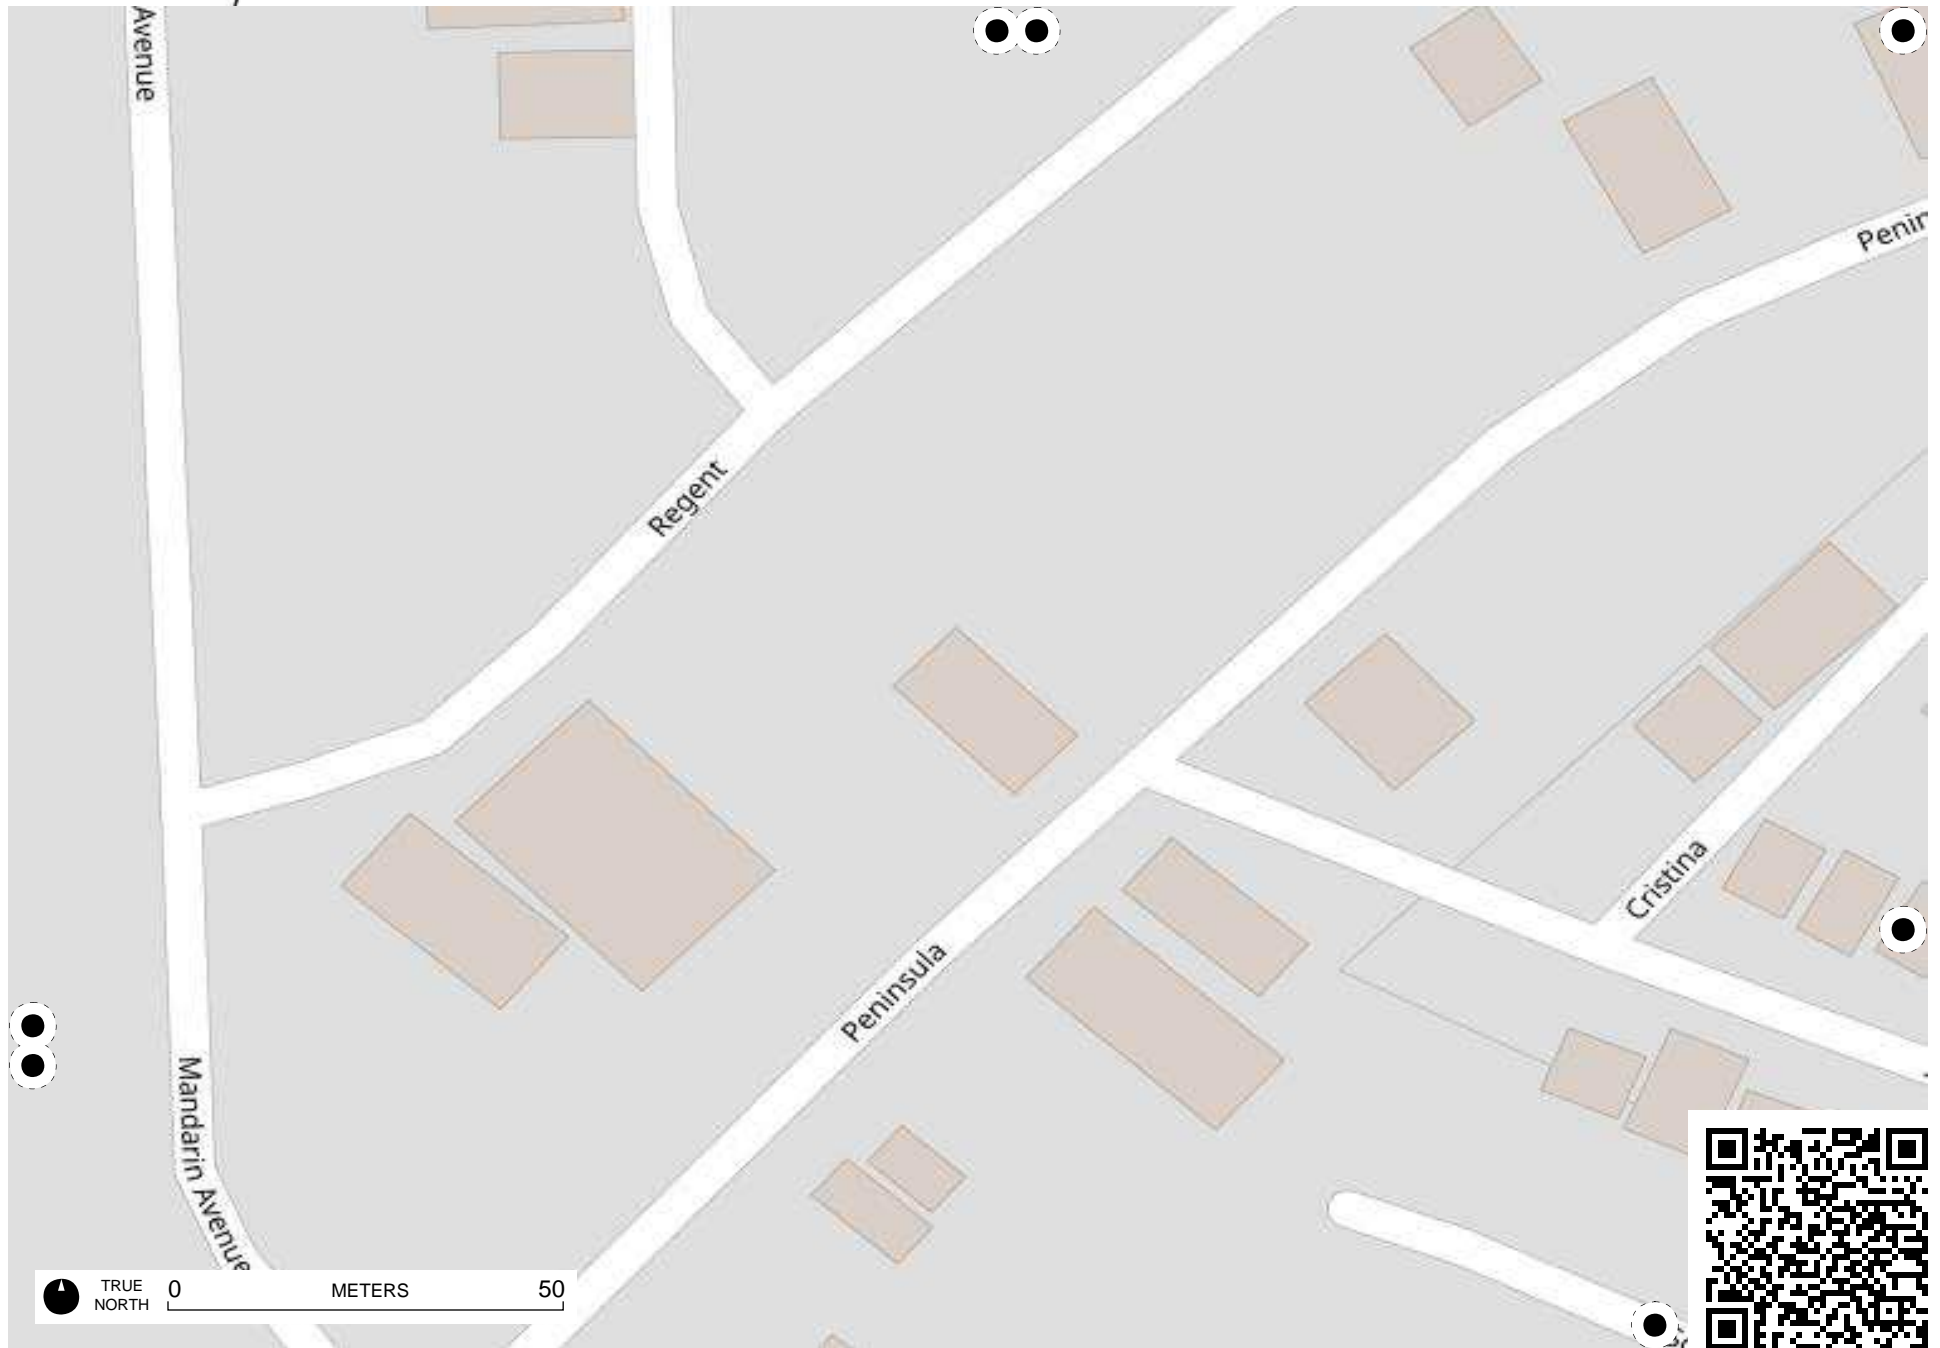 Avenue
Penin
Regent
Cristina
Peninsula
Mandarin Avenue
TRUE
NORTH
0 METERS 50